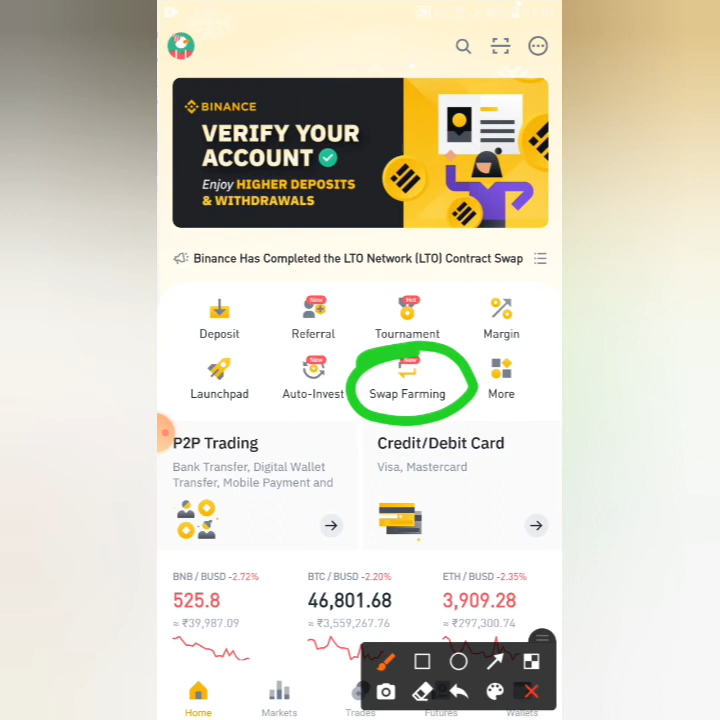 BINANCE
VERIFY YOUR
ACCOUNT
Enjoy HIGHER DEPOSITS
& WITHDRAWALS
Binance Has Completed the LTO Network (LTO) Contract Swap
New
Hot
Deposit
Referral
Tournament
Margin
New
New
Launchpad
Auto-Invest
Swap Farming
More
P2P Trading
Credit/Debit Card
Bank Transfer, Digital Wallet
Transfer, Mobile Payment and
Visa, Mastercard
BNB / BUSD -2.72%
BTC / BUSD -2.20%
ETH / BUSD -2.35%
525.8
46,801.68
3,909.28
≈ ₹39,987.09
≈ ₹3,559,267.76
≈ ₹297,300.74
Home
Markets
Trades
Futures
Wallets